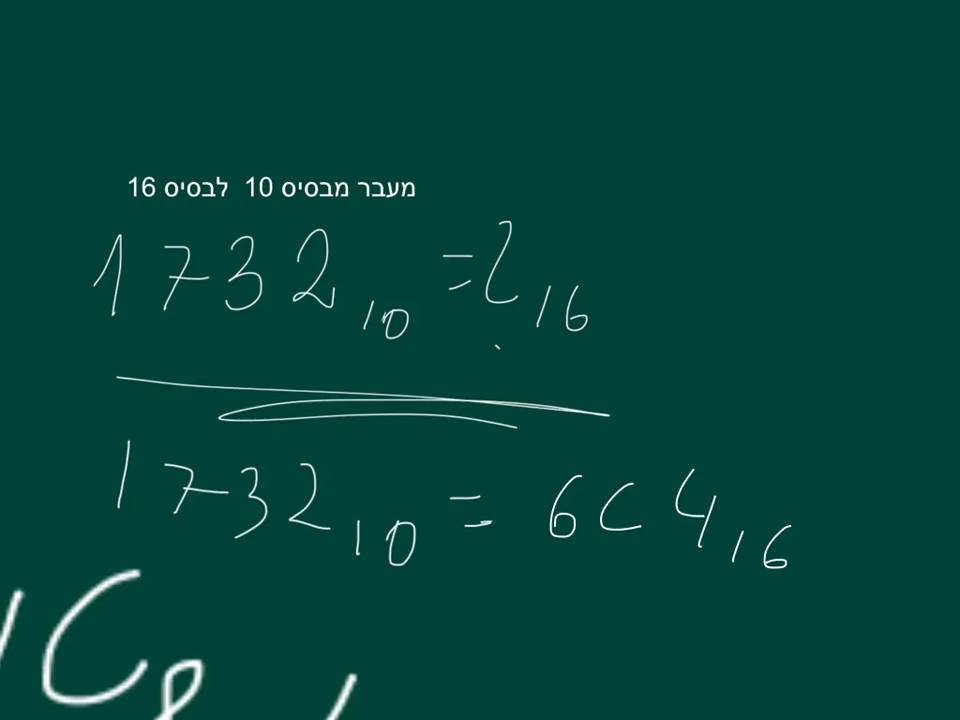 מעבר מבסיס 10 לבסיס 16
1732₁₀ = ?₁₆
1732₁₀ = 6C4₁₆